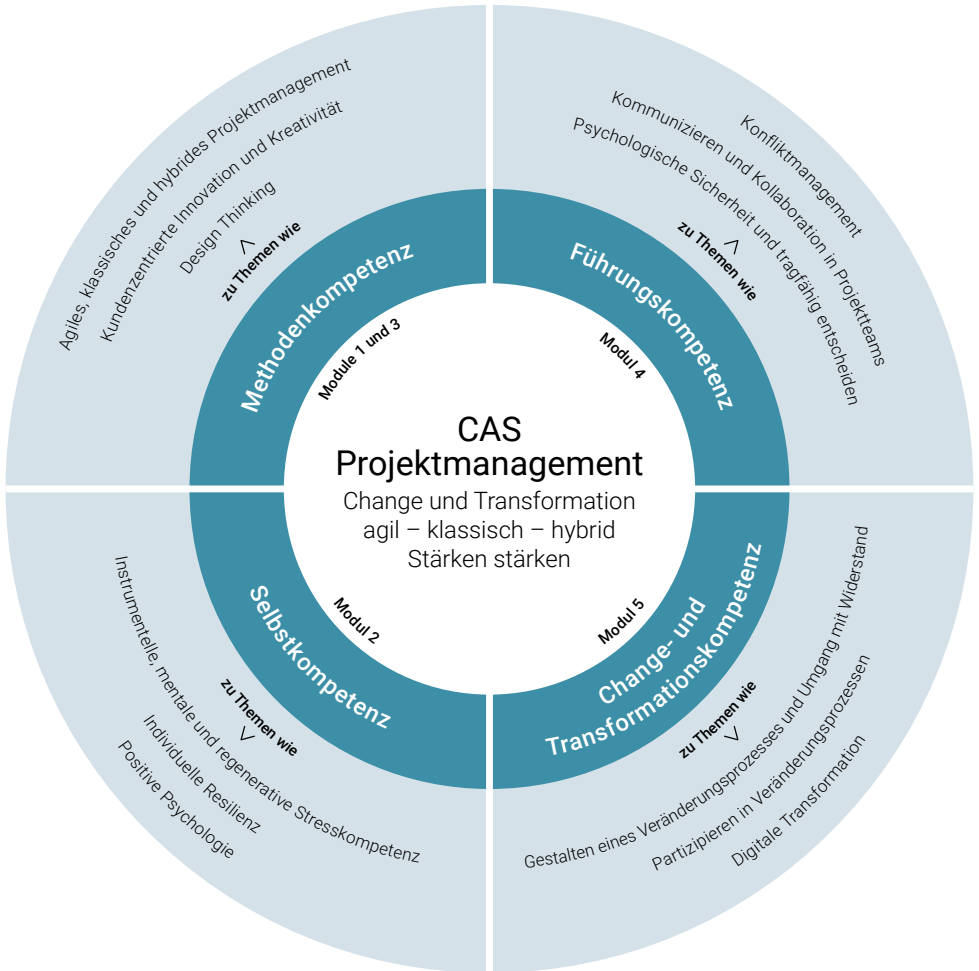 CAS
Projektmanagement
Change und Transformation
agil – klassisch – hybrid
Stärken stärken
Module 1 und 3
Methodenkompetenz
zu Themen wie
Design Thinking
Kundenzentrierte Innovation und Kreativität
Agiles, klassisches und hybrides Projektmanagement
Modul 4
Führungskompetenz
zu Themen wie
Konfliktmanagement
Kommunizieren und Kollaboration in Projektteams
Psychologische Sicherheit und tragfähig entscheiden
Modul 2
Selbstkompetenz
zu Themen wie
Instrumentelle, mentale und regenerative Stresskompetenz
Individuelle Resilienz
Positive Psychologie
Modul 5
Change- und
Transformationskompetenz
zu Themen wie
Gestalten eines Veränderungsprozesses und Umgang mit Widerstand
Partizipieren in Veränderungsprozessen
Digitale Transformation